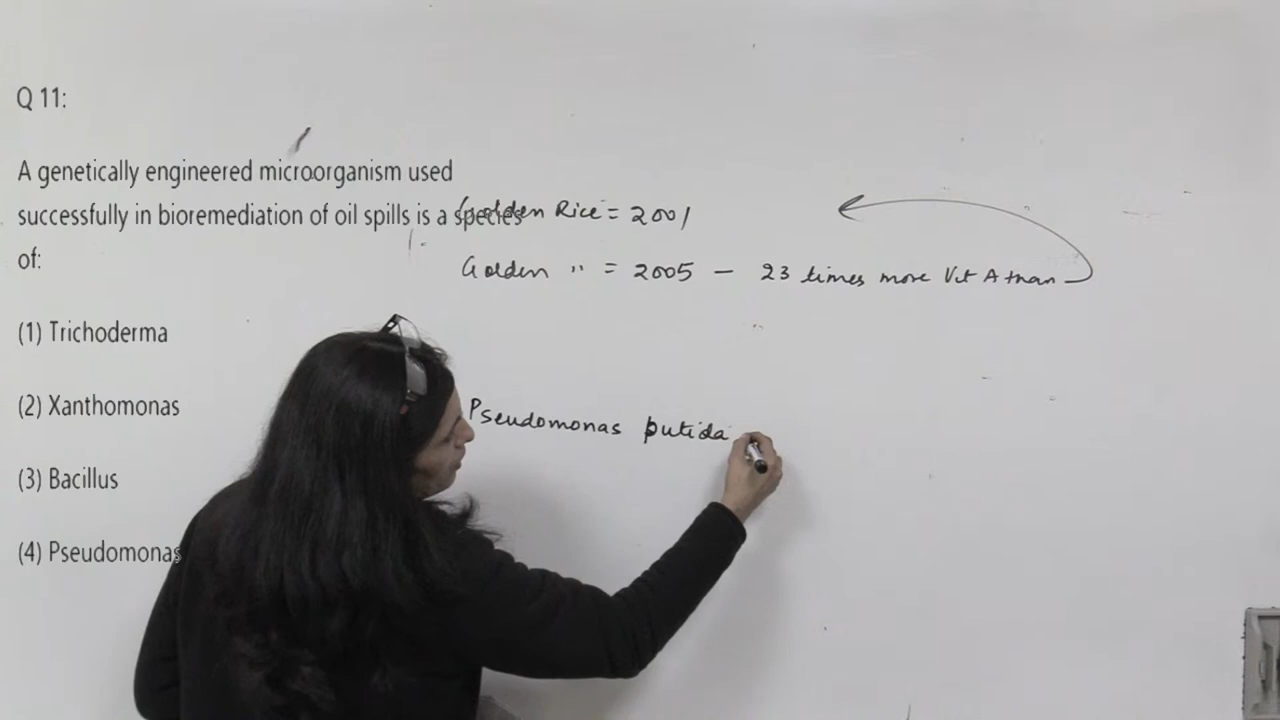 Q 11:
A genetically engineered microorganism used
successfully in bioremediation of oil spills is a species
of:
(1) Trichoderma
(2) Xanthomonas
(3) Bacillus
(4) Pseudomonas
Golden Rice = 2001
Golden " = 2005 - 23 times more Vit A than
Pseudomonas putida